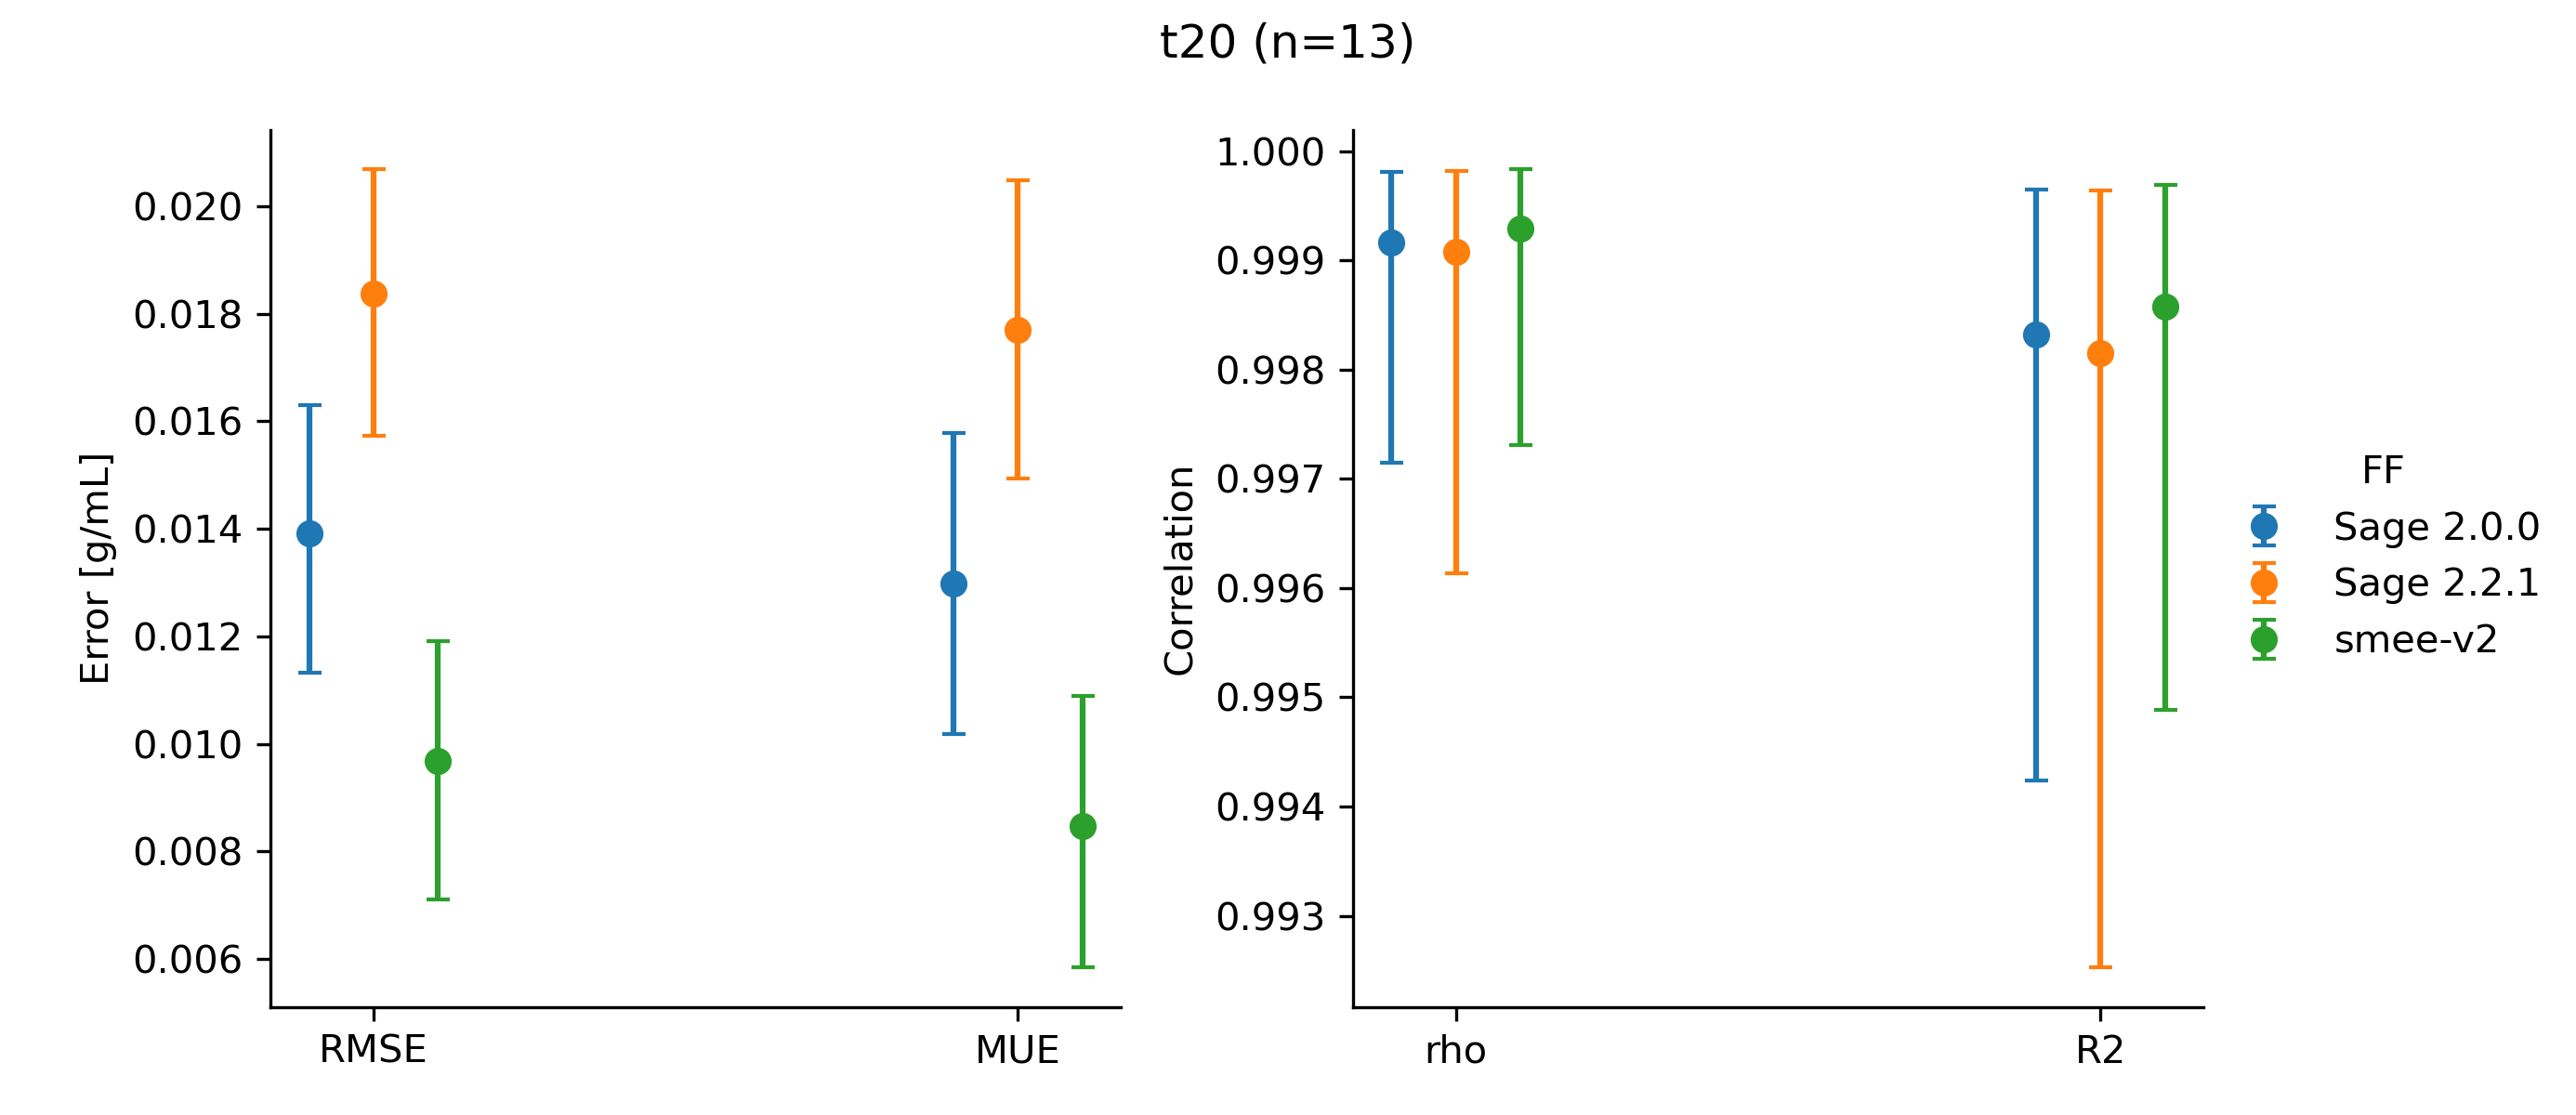 t20 (n=13)
Error [g/mL]
0.020
0.018
0.016
0.014
0.012
0.010
0.008
0.006
RMSE
MUE
Correlation
1.000
0.999
0.998
0.997
0.996
0.995
0.994
0.993
rho
R2
FF
Sage 2.0.0
Sage 2.2.1
smee-v2